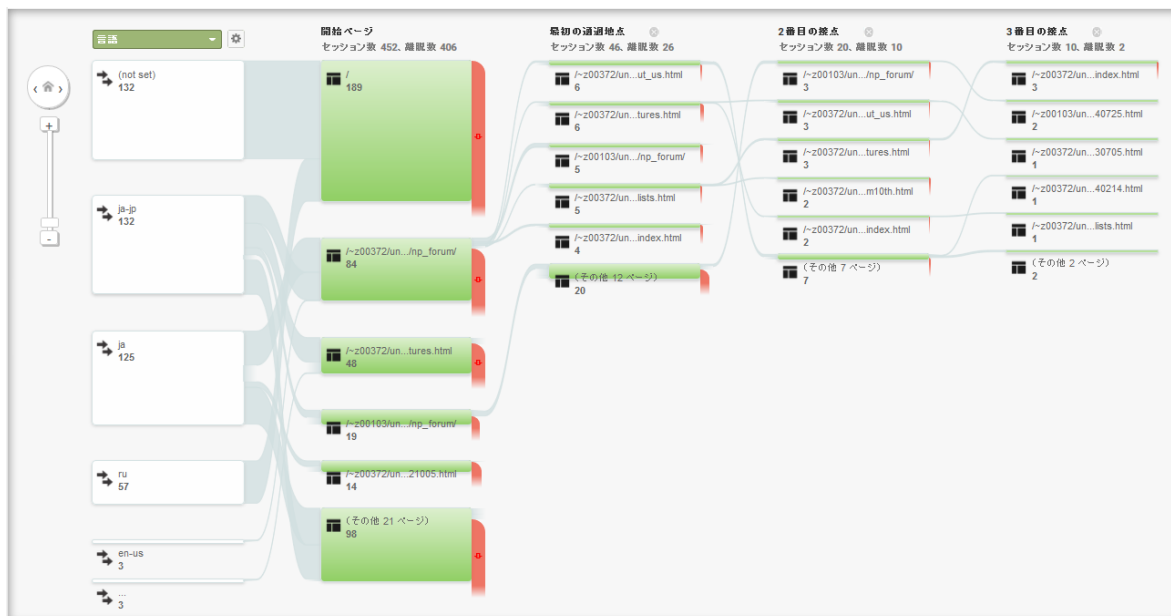 言語
(not set)
132
ja-jp
132
ja
125
ru
57
en-us
3
...
3
開始ページ
セッション数 452、離脱数 406
/
189
/~z00372/un.../np_forum/
84
/~z00372/un...tures.html
48
/~z00103/un.../np_forum/
19
/~z00372/un...21005.html
14
(その他 21 ページ)
98
最初の通過地点
セッション数 46、離脱数 26
/~z00372/un...ut_us.html
6
/~z00372/un...tures.html
6
/~z00103/un.../np_forum/
5
/~z00372/un...lists.html
5
/~z00372/un...index.html
4
(その他 12 ページ)
20
2番目の接点
セッション数 20、離脱数 10
/~z00103/un.../np_forum/
3
/~z00372/un...ut_us.html
3
/~z00372/un...tures.html
3
/~z00372/un...m10th.html
2
/~z00372/un...index.html
2
(その他 7 ページ)
7
3番目の接点
セッション数 10、離脱数 2
/~z00372/un...index.html
3
/~z00103/un...40725.html
2
/~z00372/un...30705.html
1
/~z00372/un...40214.html
1
/~z00372/un...lists.html
1
(その他 2 ページ)
2